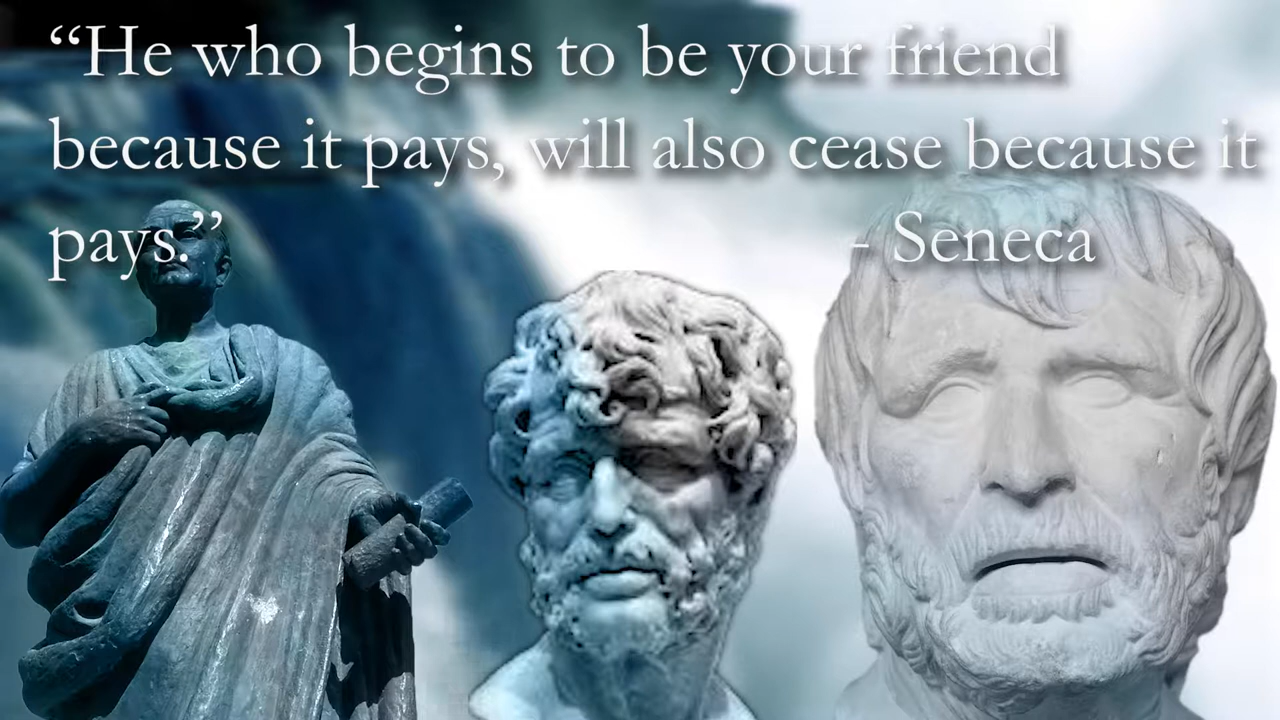 “He who begins to be your friend
because it pays, will also cease because it
pays.” - Seneca